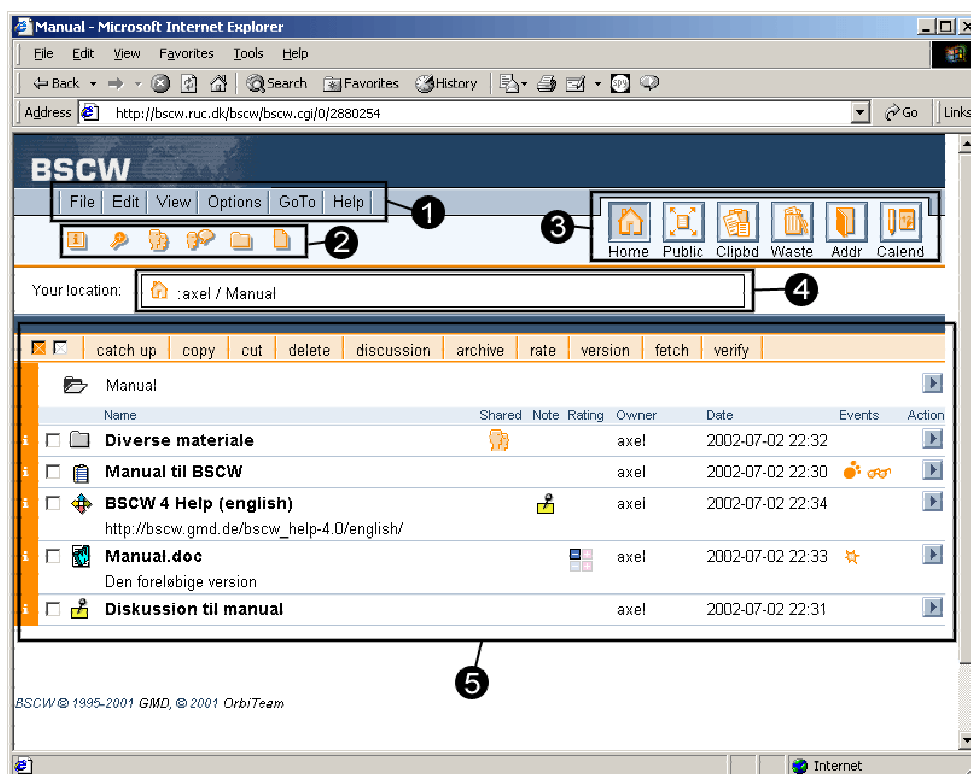 Manual - Microsoft Internet Explorer
File Edit View Favorites Tools Help
Back Search Favorites History
Address http://bscw.ruc.dk/bscw/bscw.cgi/0/2880254 Go Links
BSCW
File Edit View Options GoTo Help
1
2
3
Home Public Clipbd Waste Addr Calend
Your location: :axel / Manual
4
catch up copy cut delete discussion archive rate version fetch verify
Manual
Name Shared Note Rating Owner Date Events Action
i Diverse materiale axel 2002-07-02 22:32
i Manual til BSCW axel 2002-07-02 22:30
i BSCW 4 Help (english) axel 2002-07-02 22:34
http://bscw.gmd.de/bscw_help-4.0/english/
i Manual.doc axel 2002-07-02 22:33
Den foreløbige version
i Diskussion til manual axel 2002-07-02 22:31
5
BSCW © 1995-2001 GMD, © 2001 OrbiTeam
Internet